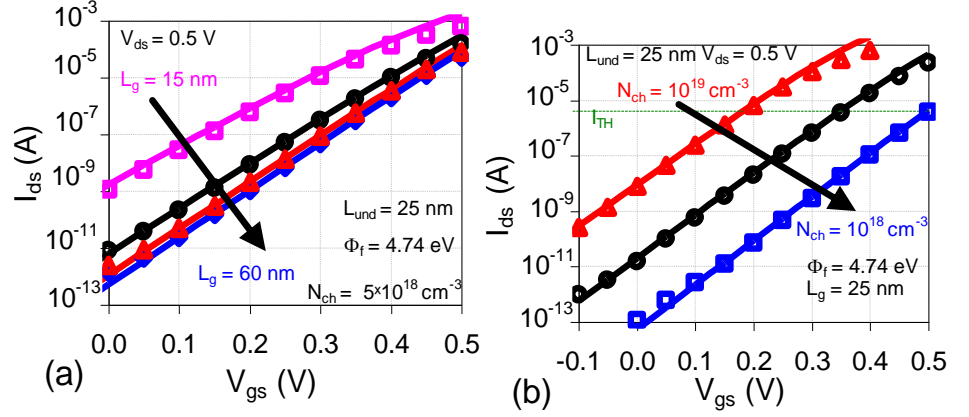 (a)
I_ds (A)
10^-3
10^-5
10^-7
10^-9
10^-11
10^-13
V_ds = 0.5 V
L_g = 15 nm
L_und = 25 nm
Φ_f = 4.74 eV
L_g = 60 nm
N_ch = 5×10^18 cm^-3
0.0 0.1 0.2 0.3 0.4 0.5
V_gs (V)
(b)
I_ds (A)
10^-3
10^-5
10^-7
10^-9
10^-11
10^-13
L_und = 25 nm V_ds = 0.5 V
N_ch = 10^19 cm^-3
I_TH
N_ch = 10^18 cm^-3
Φ_f = 4.74 eV
L_g = 25 nm
-0.1 0.0 0.1 0.2 0.3 0.4 0.5
V_gs (V)